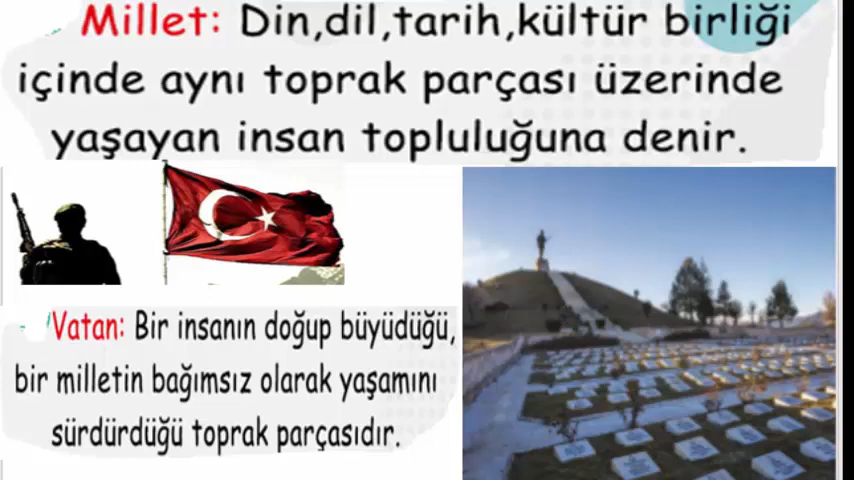 Millet: Din,dil,tarih,kültür birliği
içinde aynı toprak parçası üzerinde
yaşayan insan topluluğuna denir.
Vatan: Bir insanın doğup büyüdüğü,
bir milletin bağımsız olarak yaşamını
sürdürdüğü toprak parçasıdır.